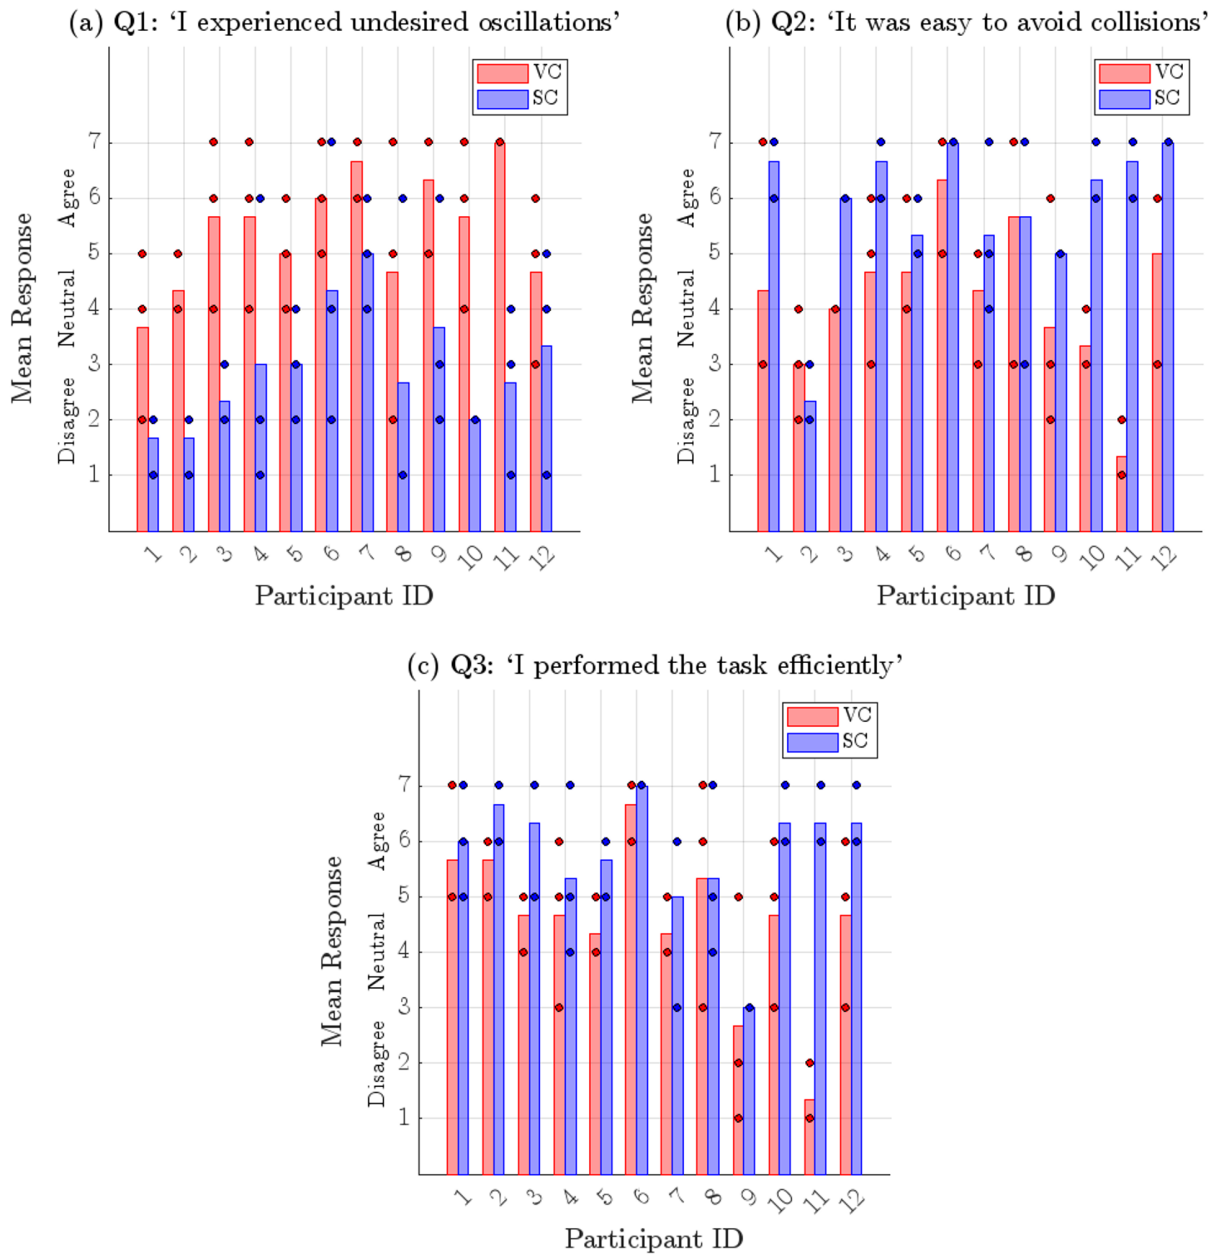 (a) Q1: ‘I experienced undesired oscillations’
VC
SC
7
6
5
4
3
2
1
Agree
Neutral
Disagree
Mean Response
1 2 3 4 5 6 7 8 9 10 11 12
Participant ID
(b) Q2: ‘It was easy to avoid collisions’
VC
SC
7
6
5
4
3
2
1
Agree
Neutral
Disagree
Mean Response
1 2 3 4 5 6 7 8 9 10 11 12
Participant ID
(c) Q3: ‘I performed the task efficiently’
VC
SC
7
6
5
4
3
2
1
Agree
Neutral
Disagree
Mean Response
1 2 3 4 5 6 7 8 9 10 11 12
Participant ID